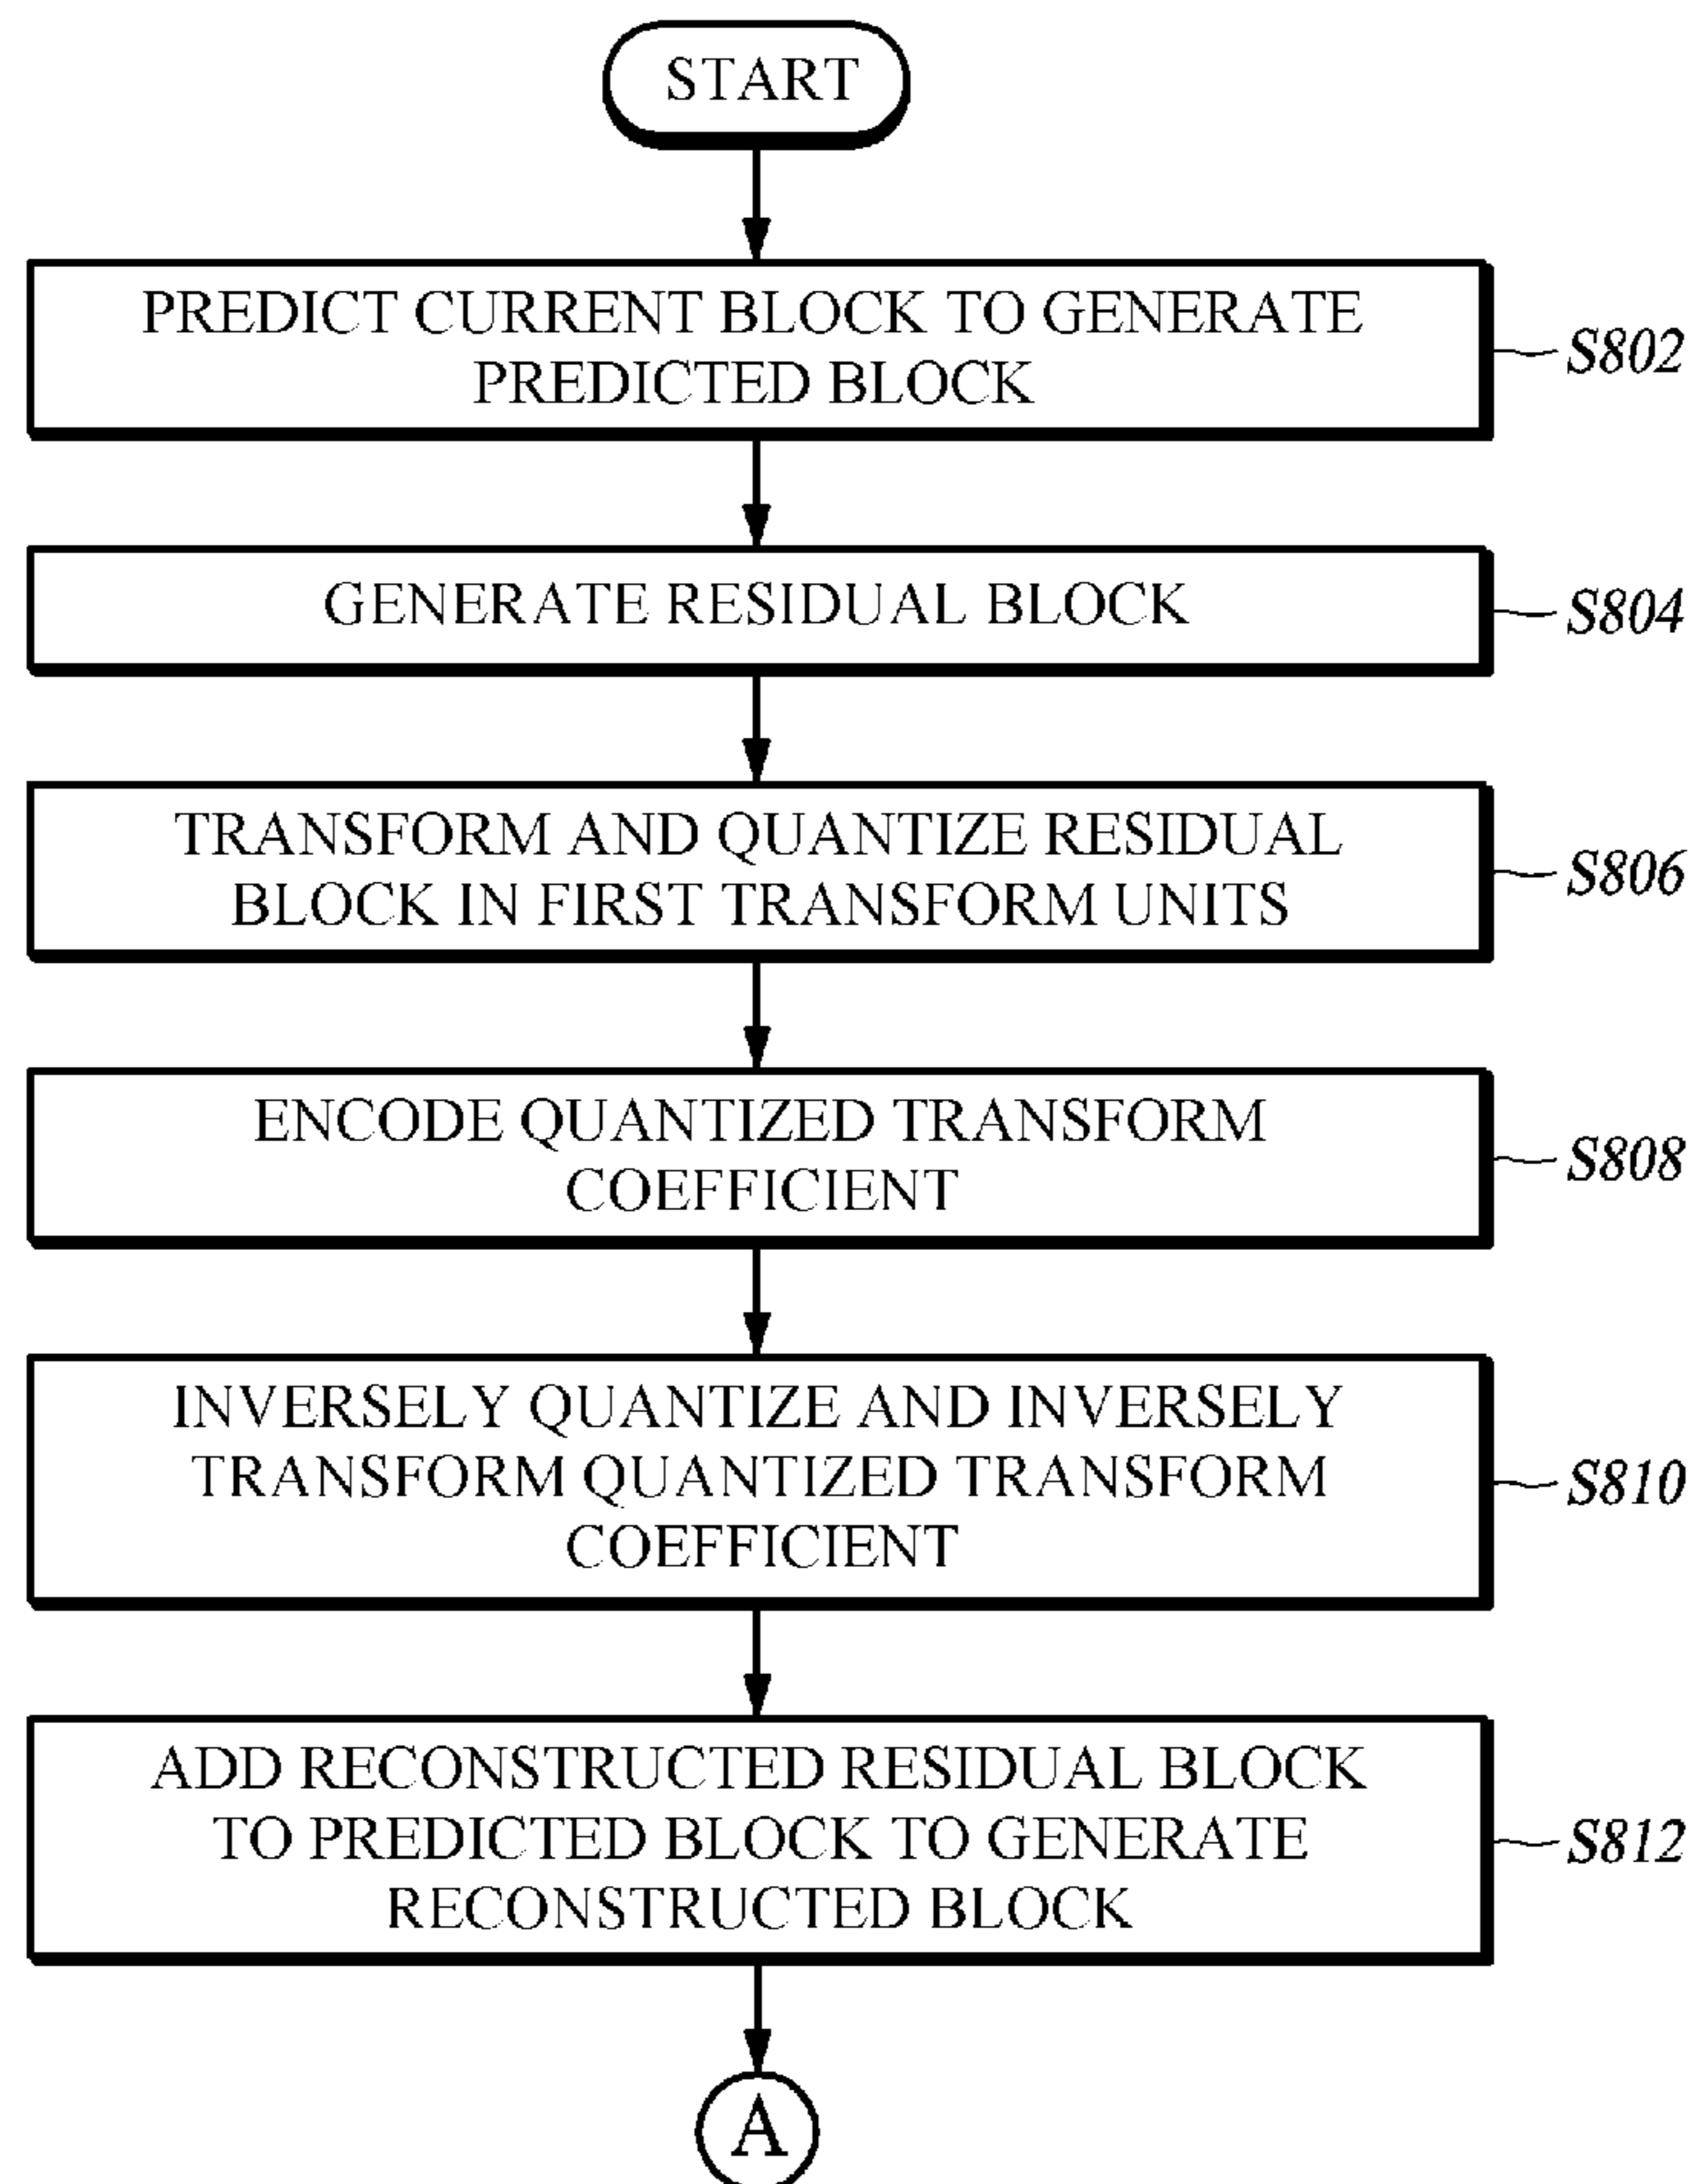 START
PREDICT CURRENT BLOCK TO GENERATE
PREDICTED BLOCK
S802
GENERATE RESIDUAL BLOCK
S804
TRANSFORM AND QUANTIZE RESIDUAL
BLOCK IN FIRST TRANSFORM UNITS
S806
ENCODE QUANTIZED TRANSFORM
COEFFICIENT
S808
INVERSELY QUANTIZE AND INVERSELY
TRANSFORM QUANTIZED TRANSFORM
COEFFICIENT
S810
ADD RECONSTRUCTED RESIDUAL BLOCK
TO PREDICTED BLOCK TO GENERATE
RECONSTRUCTED BLOCK
S812
A